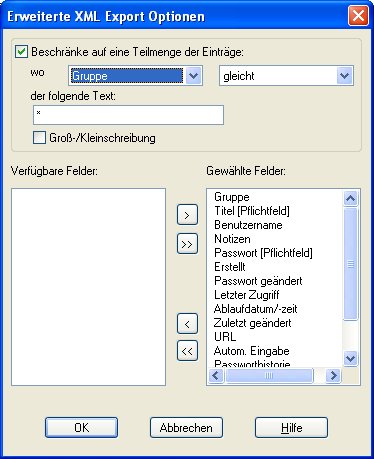 Erweiterte XML Export Optionen
Beschränke auf eine Teilmenge der Einträge:
wo Gruppe gleicht
der folgende Text:
*
Groß-/Kleinschreibung
Verfügbare Felder: Gewählte Felder:
Gruppe
Titel [Pflichtfeld]
> Benutzername
Notizen
>> Passwort [Pflichtfeld]
Erstellt
Passwort geändert
Letzter Zugriff
Ablaufdatum/-zeit
< Zuletzt geändert
URL
<< Autom. Eingabe
Passworthistorie
OK Abbrechen Hilfe